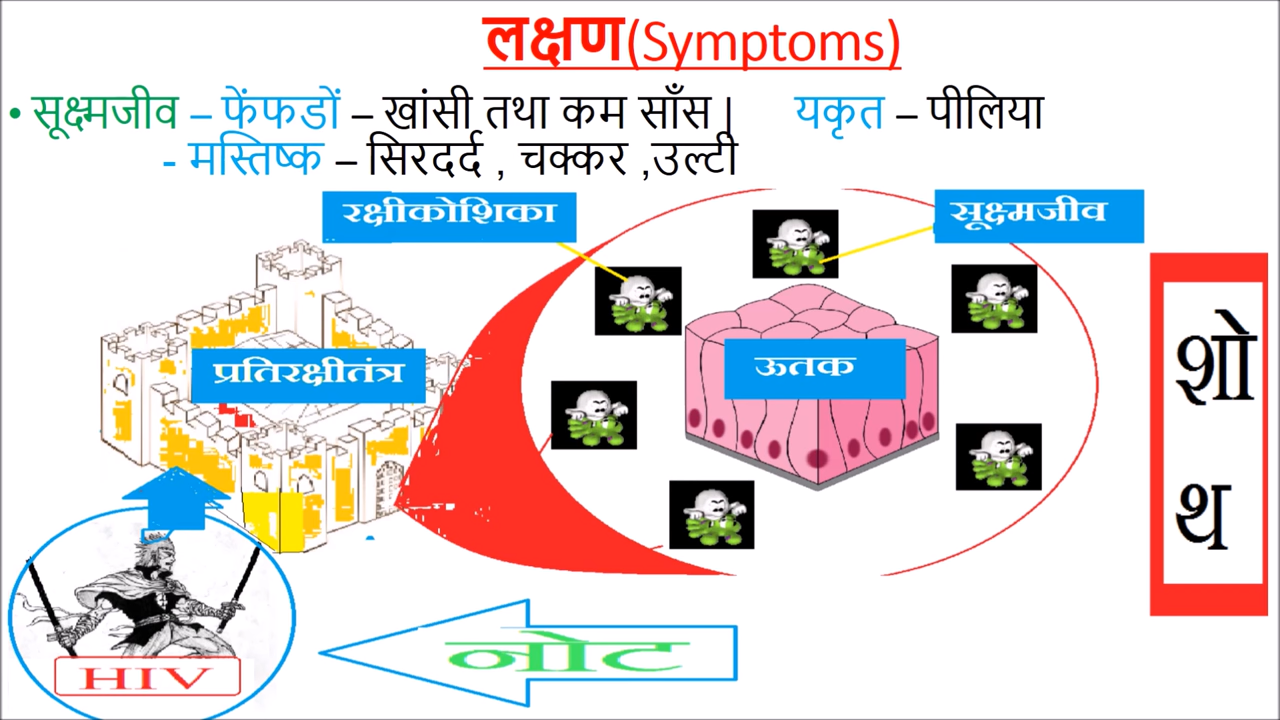 लक्षण(Symptoms)
• सूक्ष्मजीव – फेंफडों – खांसी तथा कम साँस | यकृत – पीलिया
- मस्तिष्क – सिरदर्द , चक्कर ,उल्टी
रक्षीकोशिका
सूक्ष्मजीव
प्रतिरक्षीतंत्र
ऊतक
शो
थ
नोट
HIV